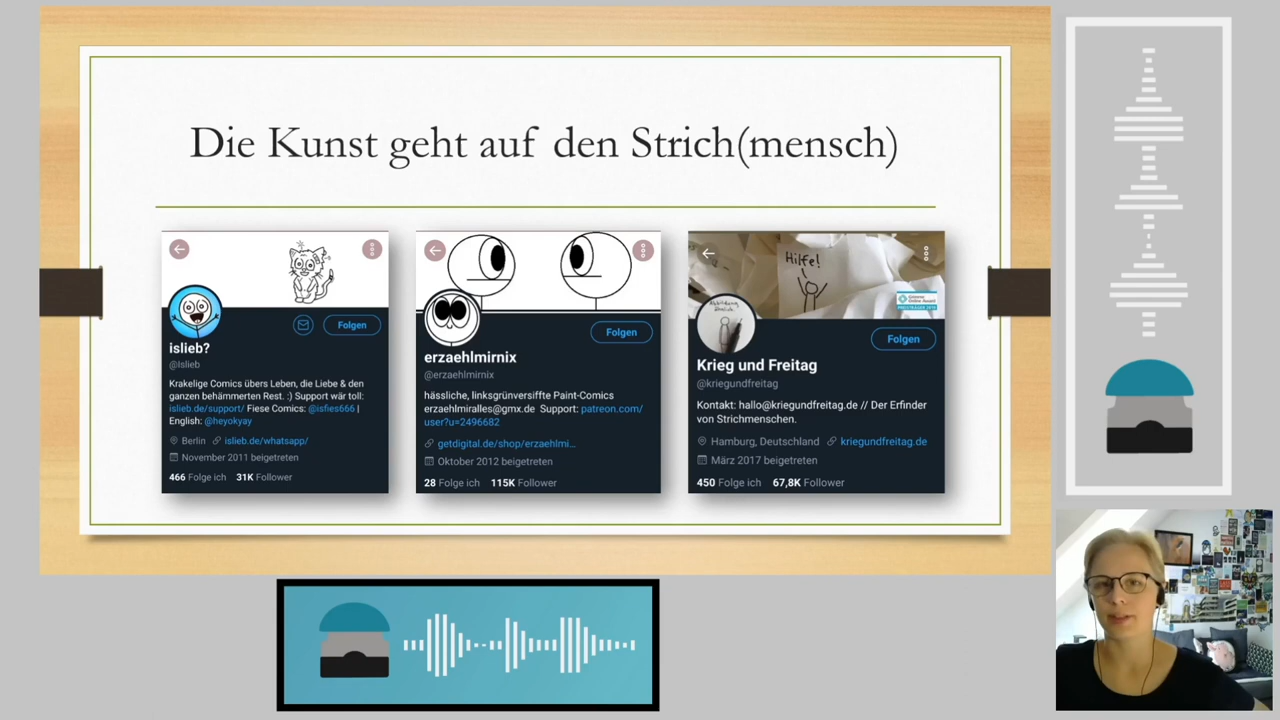 Die Kunst geht auf den Strich(mensch)
Folgen
islieb?
@islieb
Krakelige Comics übers Leben, die Liebe & den
ganzen behämmerten Rest. :) Support wär toll:
islieb.de/support/ Fiese Comics: @isfies666 |
English: @heyokyay
Berlin islieb.de/whatsapp/
November 2011 beigetreten
466 Folge ich 31K Follower
Folgen
erzaehlmirnix
@erzaehlmirnix
hässliche, linksgrünversiffte Paint-Comics
erzaehlmiralles@gmx.de Support: patreon.com/
user?u=2496682
getdigital.de/shop/erzaehlmi...
Oktober 2012 beigetreten
28 Folge ich 115K Follower
Hilfe!
Grimme
Online Award
Abbildung
ähnlich
Folgen
Krieg und Freitag
@kriegundfreitag
Kontakt: hallo@kriegundfreitag.de // Der Erfinder
von Strichmenschen.
Hamburg, Deutschland kriegundfreitag.de
März 2017 beigetreten
450 Folge ich 67,8K Follower